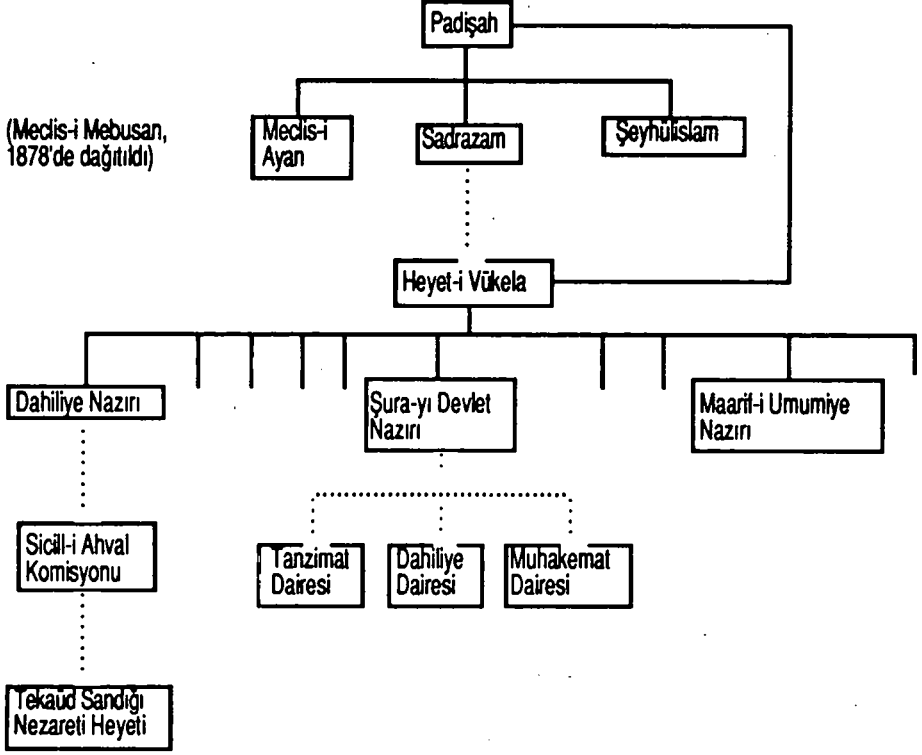 Padişah
(Meclis-i Mebusan,
1878'de dağıtıldı)
Meclis-i
Ayan
Sadrazam
Şeyhülislam
Heyet-i Vükela
Dahiliye Nazırı
Şura-yı Devlet
Nazırı
Maarif-i Umumiye
Nazırı
Sicill-i Ahval
Komisyonu
Tanzimat
Dairesi
Dahiliye
Dairesi
Muhakemat
Dairesi
Tekaüd Sandığı
Nezareti Heyeti